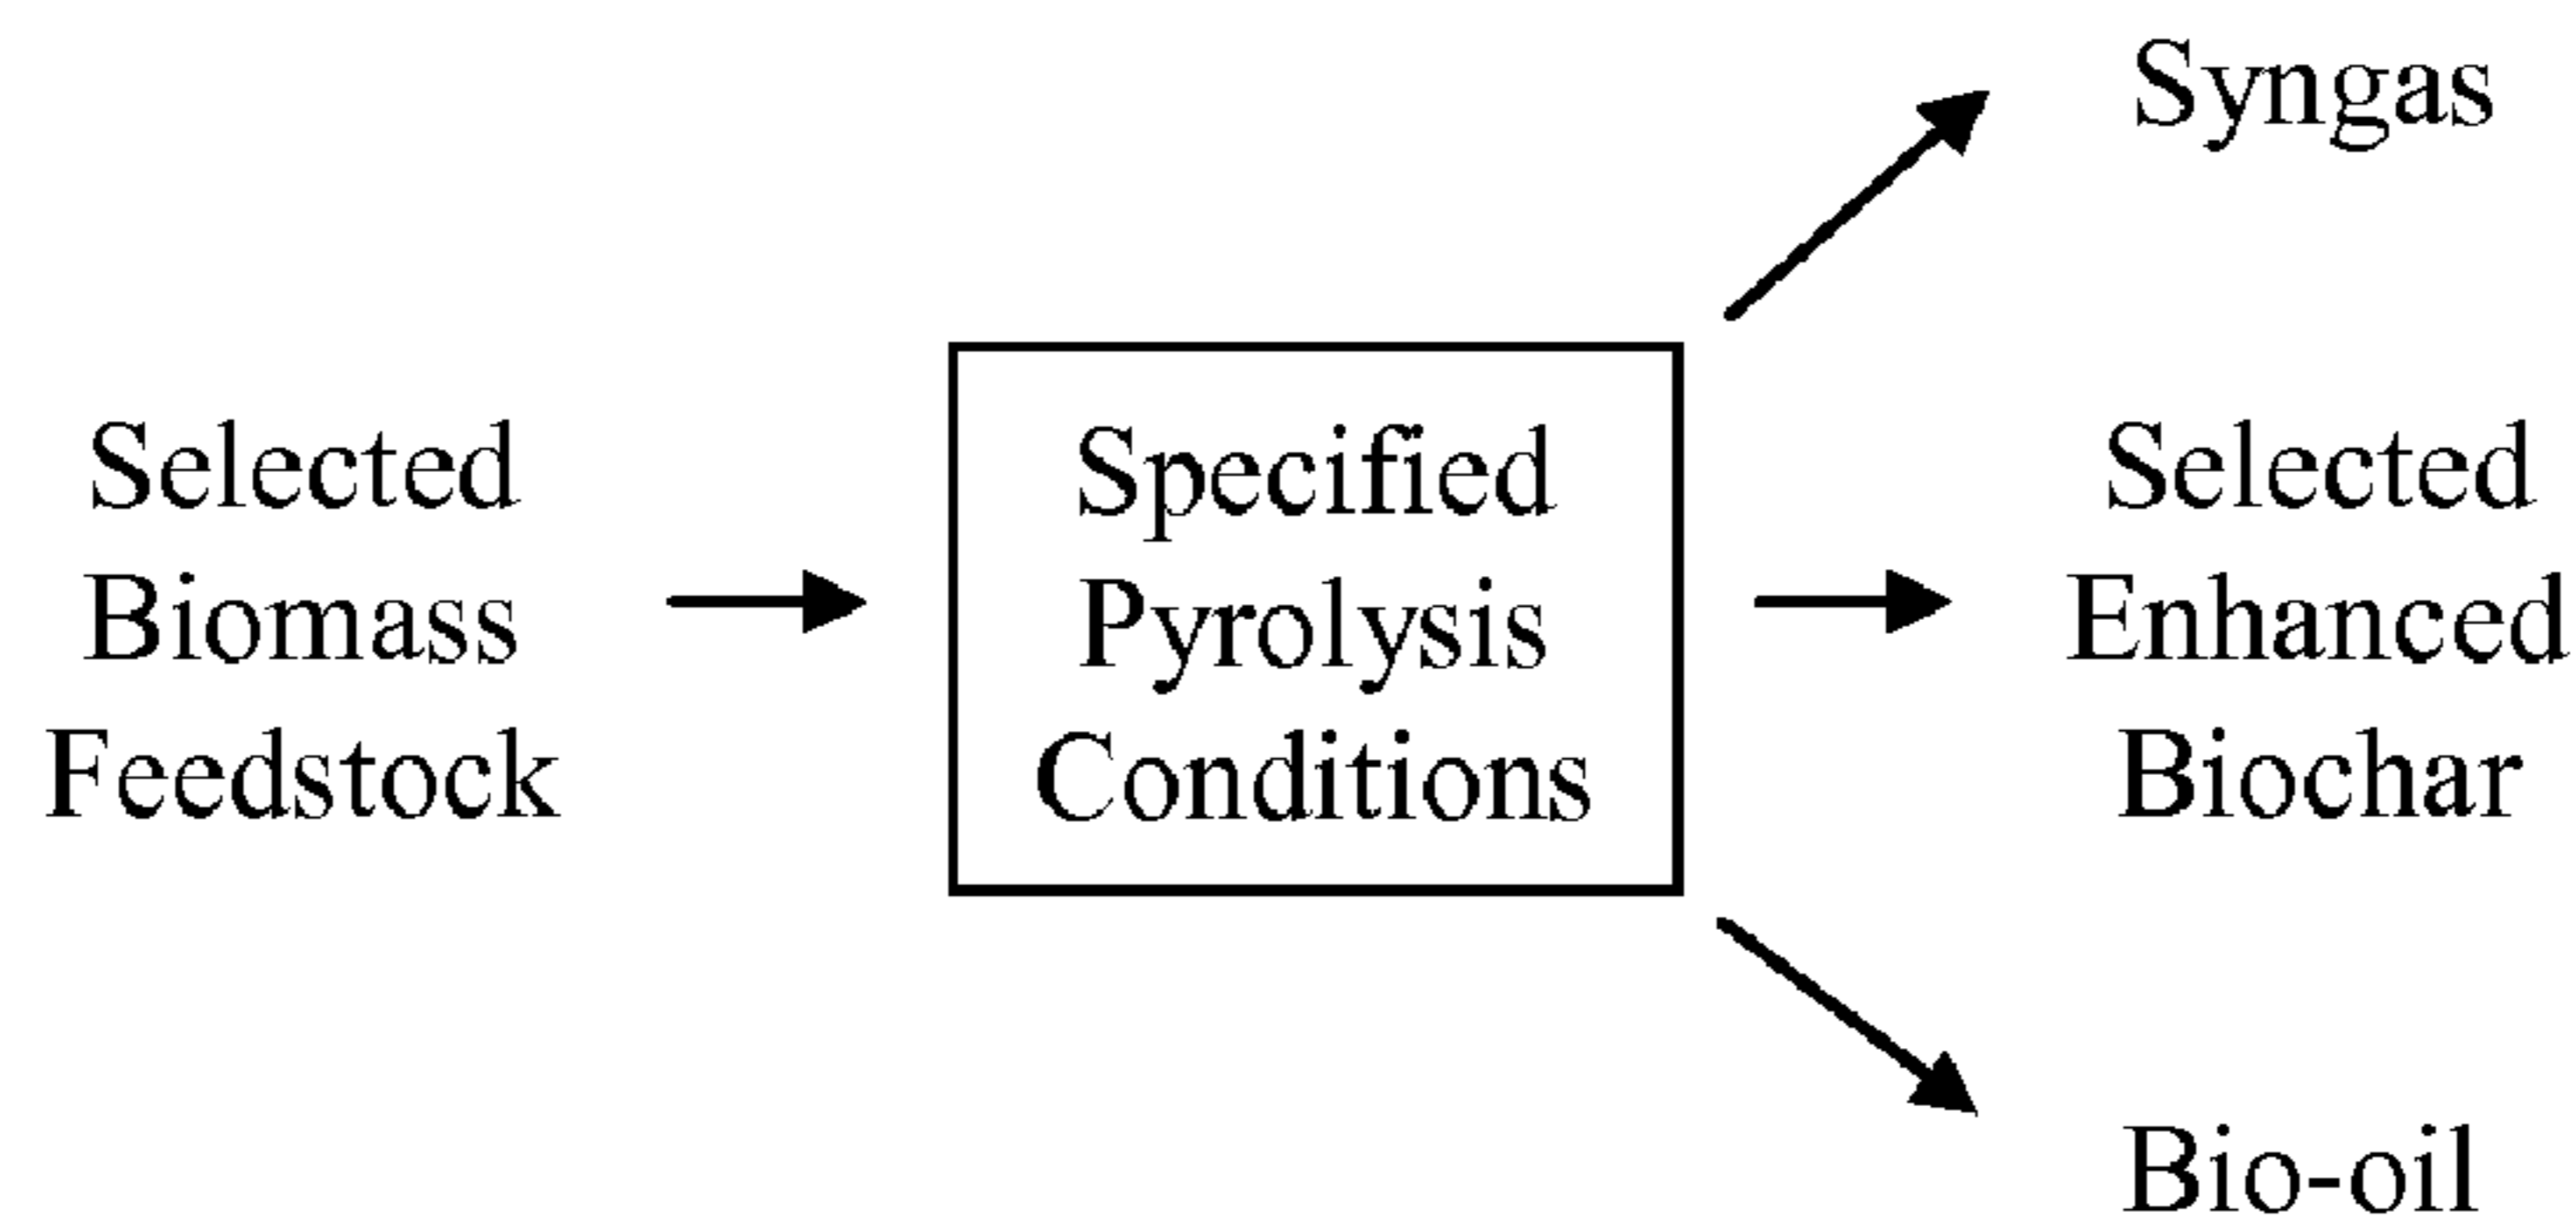 Syngas
Selected
Biomass
Feedstock
Specified
Pyrolysis
Conditions
Selected
Enhanced
Biochar
Bio-oil